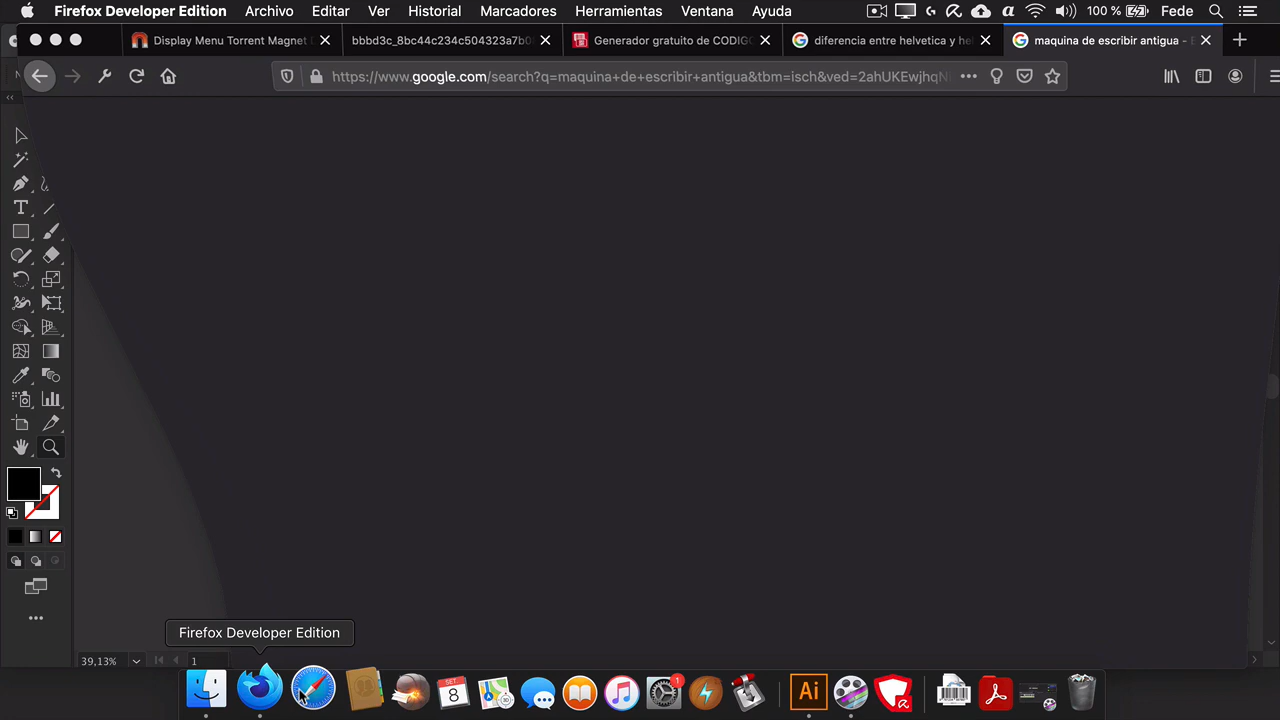 Firefox Developer Edition Archivo Editar Ver Historial Marcadores Herramientas Ventana Ayuda 100 % Fede
Display Menu Torrent Magnet bbbd3c_8bc44c234c504323a7b0 Generador gratuito de CODIG diferencia entre helvetica y he maquina de escribir antigua -
https://www.google.com/search?q=maquina+de+escribir+antigua&tbm=isch&ved=2ahUKEwjhqN
T
Firefox Developer Edition
39,13% 1
SET. 8 1 Ai